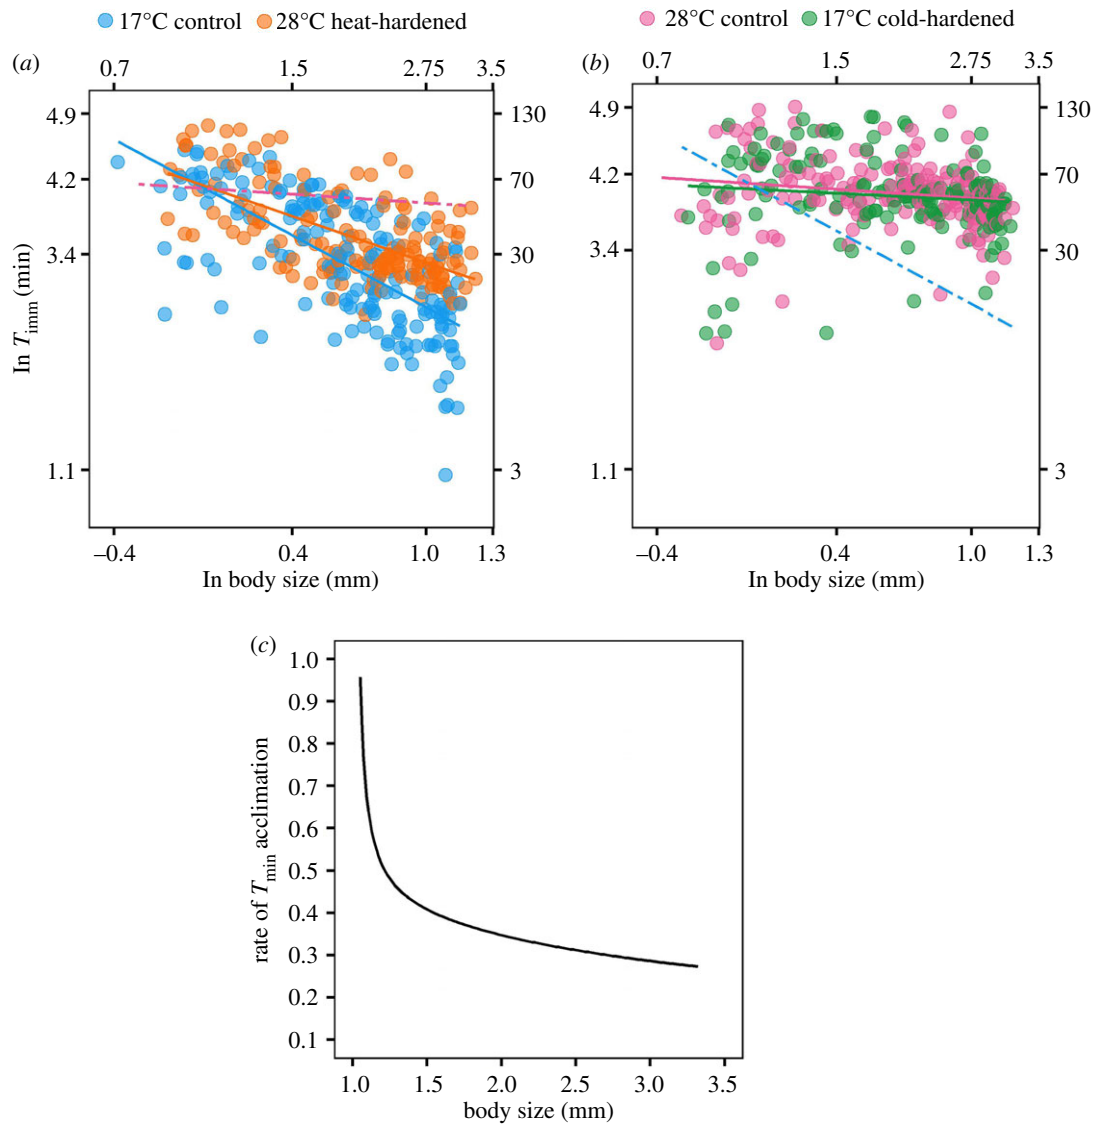 17°C control 28°C heat-hardened
28°C control 17°C cold-hardened
(a)
0.7 1.5 2.75 3.5
4.9 130
4.2 70
3.4 30
1.1 3
ln T imm (min)
–0.4 0.4 1.0 1.3
In body size (mm)
(b)
0.7 1.5 2.75 3.5
4.9 130
4.2 70
3.4 30
1.1 3
–0.4 0.4 1.0 1.3
In body size (mm)
(c)
1.0
0.9
0.8
0.7
0.6
0.5
0.4
0.3
0.2
0.1
rate of T min acclimation
1.0 1.5 2.0 2.5 3.0 3.5
body size (mm)